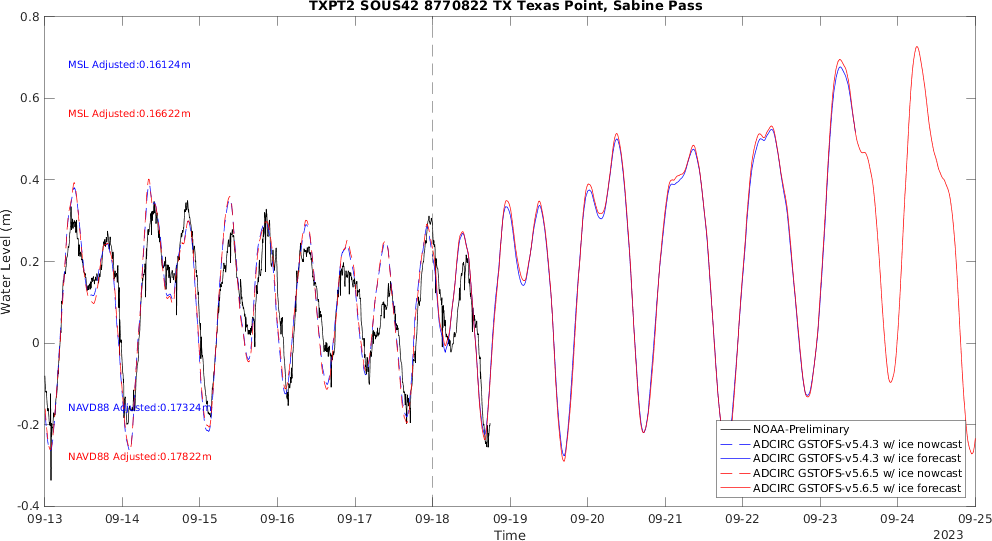 TXPT2 SOUS42 8770822 TX Texas Point, Sabine Pass
0.8
MSL Adjusted:0.16124m
0.6
MSL Adjusted:0.16622m
0.4
Water Level (m)
0.2
0
NAVD88 Adjusted:0.17324m
-0.2
NOAA-Preliminary
ADCIRC GSTOFS-v5.4.3 w/ ice nowcast
NAVD88 Adjusted:0.17822m
ADCIRC GSTOFS-v5.4.3 w/ ice forecast
ADCIRC GSTOFS-v5.6.5 w/ ice nowcast
ADCIRC GSTOFS-v5.6.5 w/ ice forecast
-0.4
09-13 09-14 09-15 09-16 09-17 09-18 09-19 09-20 09-21 09-22 09-23 09-24 09-25
Time
2023